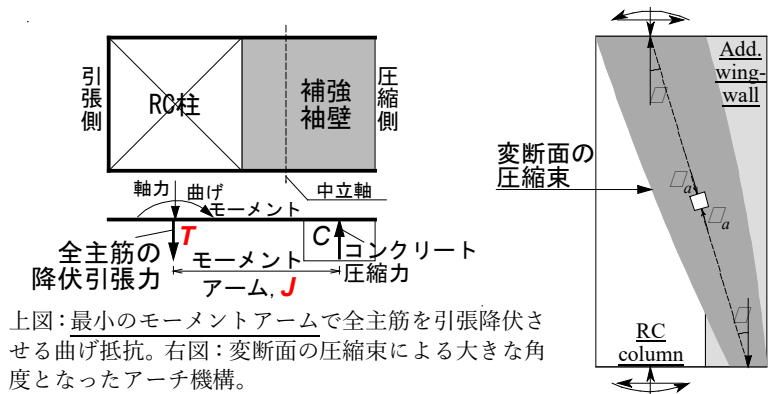 引張側
RC柱
補強
袖壁
圧縮側
軸力
曲げ
モーメント
中立軸
T
C
全主筋の
降伏引張力
モーメント
アーム, J
コンクリート
圧縮力
上図：最小のモーメントアームで全主筋を引張降伏さ
せる曲げ抵抗。右図：変断面の圧縮束による大きな角
度となったアーチ機構。
Add.
wing-
wall
変断面の
圧縮束
a
a
RC
column